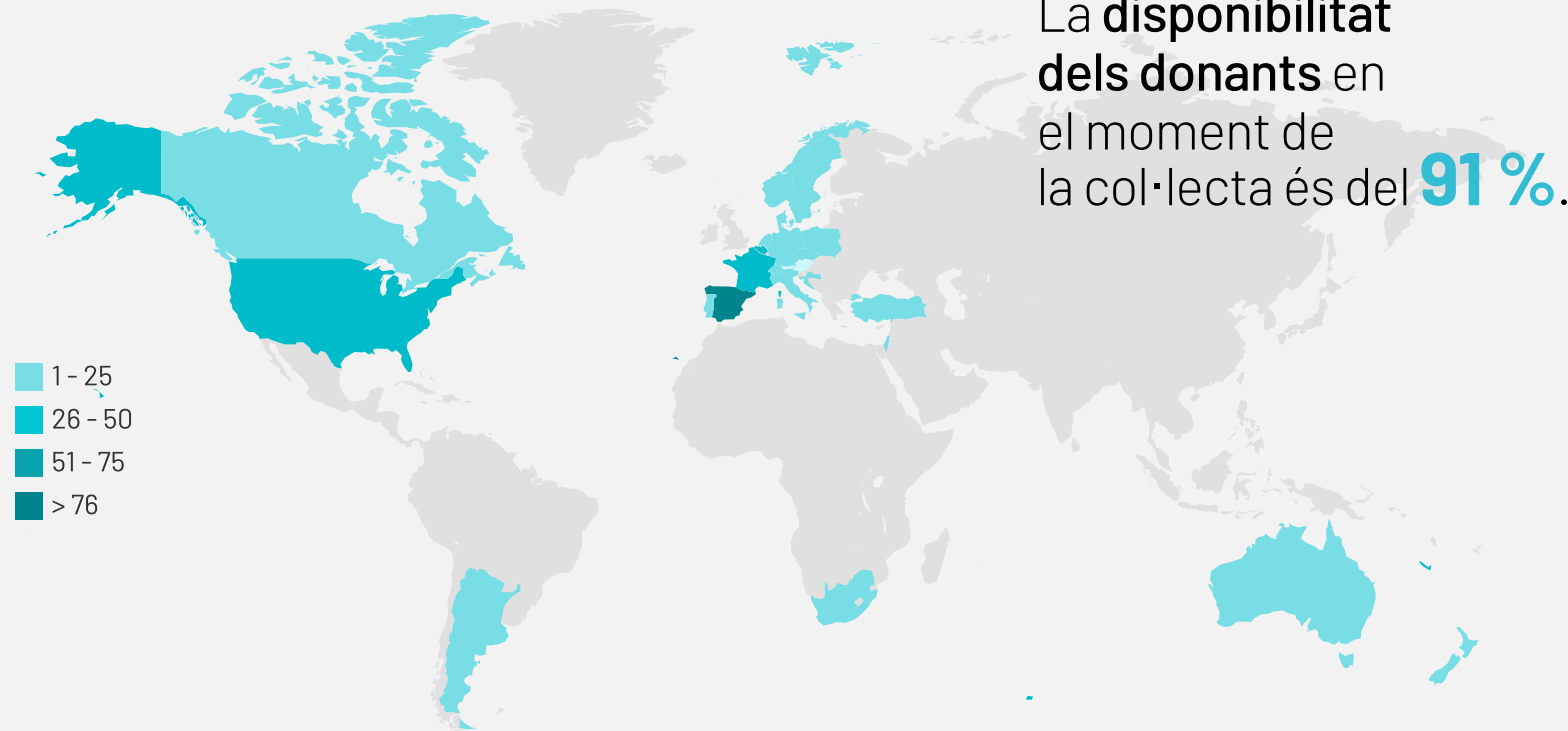 La disponibilitat
dels donants en
el moment de
la col·lecta és del 91 %.
1 - 25
26 - 50
51 - 75
> 76